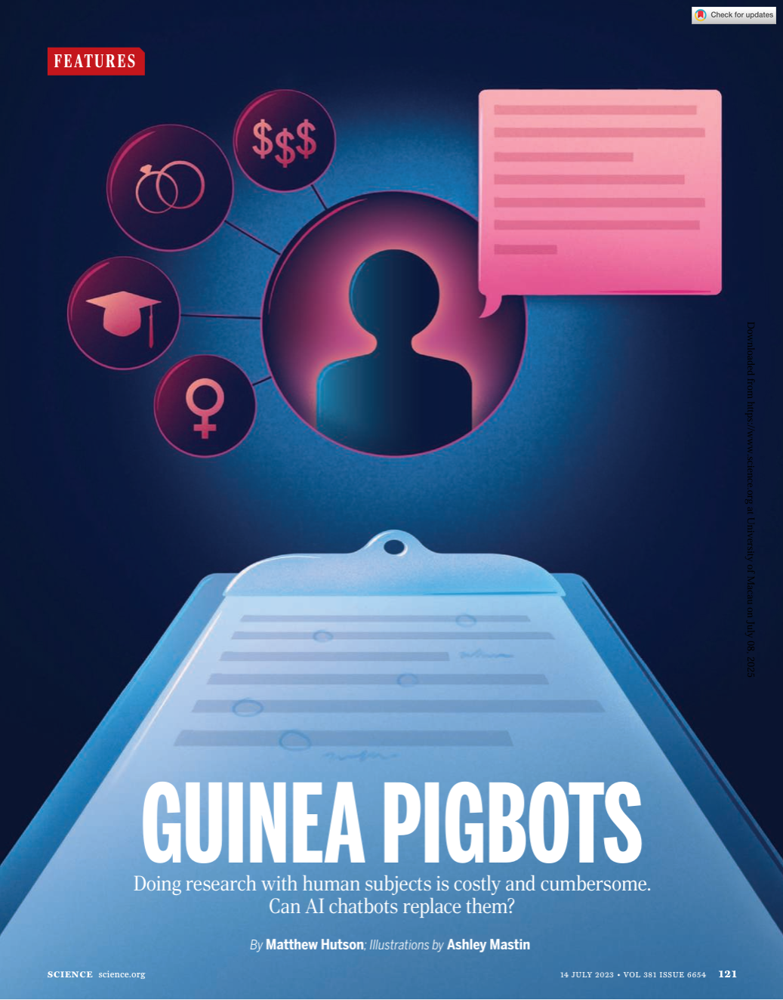 Check for updates
FEATURES
$$$
Downloaded from https://www.science.org at University of Macau on July 08, 2025
GUINEA PIGBOTS
Doing research with human subjects is costly and cumbersome.
Can AI chatbots replace them?
By Matthew Hutson; Illustrations by Ashley Mastin
SCIENCE science.org
14 JULY 2023 • VOL 381 ISSUE 6654 121